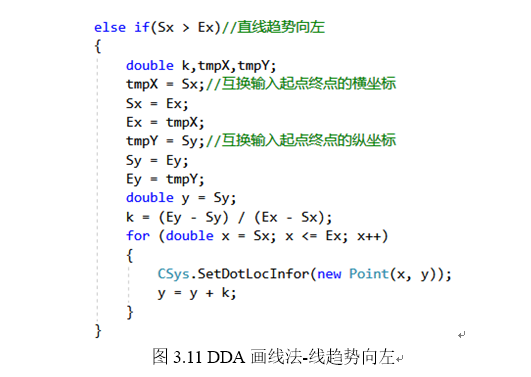 else if(Sx > Ex)//直线趋势向左
{
double k,tmpX,tmpY;
tmpX = Sx;//互换输入起点终点的横坐标
Sx = Ex;
Ex = tmpX;
tmpY = Sy;//互换输入起点终点的纵坐标
Sy = Ey;
Ey = tmpY;
double y = Sy;
k = (Ey - Sy) / (Ex - Sx);
for (double x = Sx; x <= Ex; x++)
{
CSys.SetDotLocInfor(new Point(x, y));
y = y + k;
}
}
图 3.11 DDA 画线法-线趋势向左